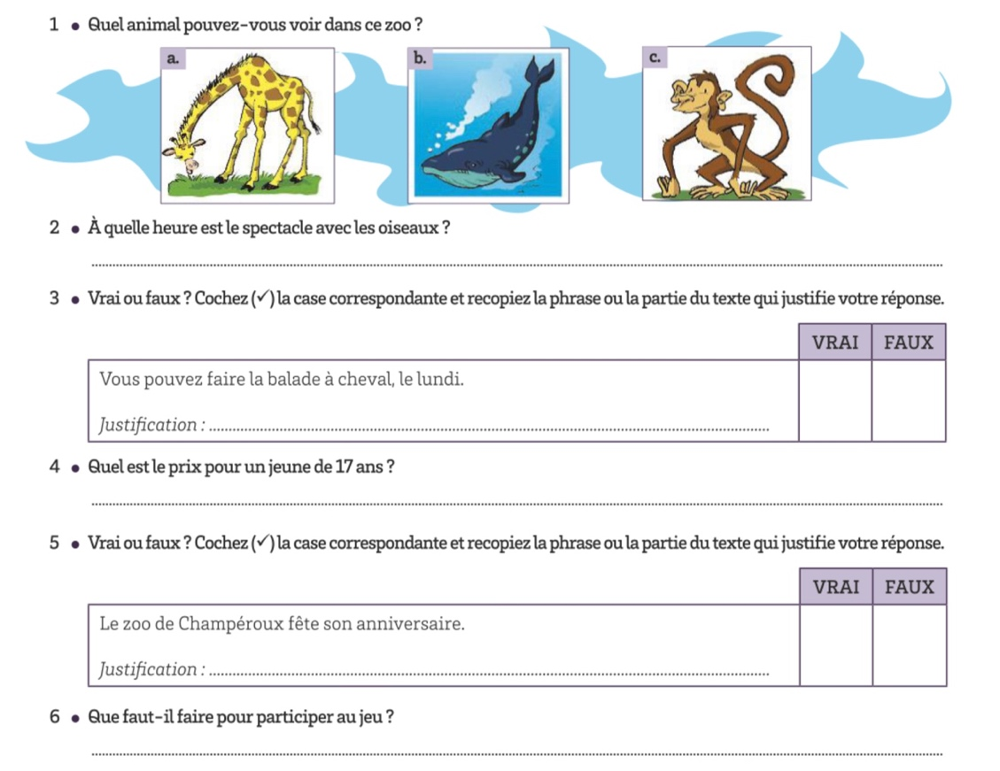 1 • Quel animal pouvez-vous voir dans ce zoo ?
a.
b.
c.
2 • À quelle heure est le spectacle avec les oiseaux ?
3 • Vrai ou faux ? Cochez (✓) la case correspondante et recopiez la phrase ou la partie du texte qui justifie votre réponse.
VRAI FAUX
Vous pouvez faire la balade à cheval, le lundi.
Justification :
4 • Quel est le prix pour un jeune de 17 ans ?
5 • Vrai ou faux ? Cochez (✓) la case correspondante et recopiez la phrase ou la partie du texte qui justifie votre réponse.
VRAI FAUX
Le zoo de Champéroux fête son anniversaire.
Justification :
6 • Que faut-il faire pour participer au jeu ?